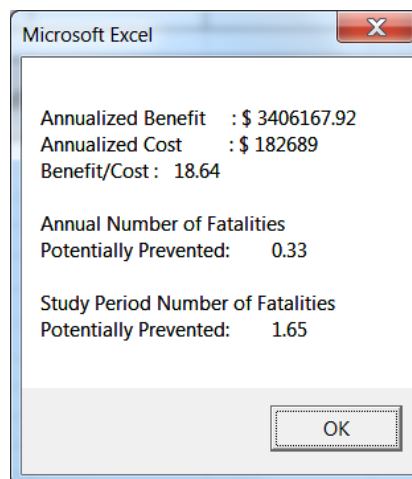 Microsoft Excel
Annualized Benefit : $ 3406167.92
Annualized Cost : $ 182689
Benefit/Cost : 18.64
Annual Number of Fatalities
Potentially Prevented: 0.33
Study Period Number of Fatalities
Potentially Prevented: 1.65
OK